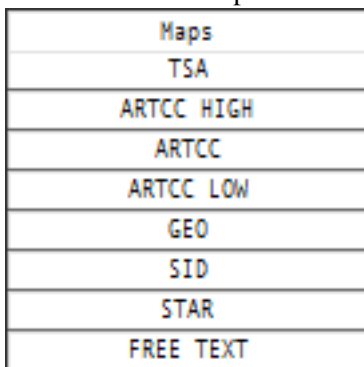 Maps
TSA
ARTCC HIGH
ARTCC
ARTCC LOW
GEO
SID
STAR
FREE TEXT